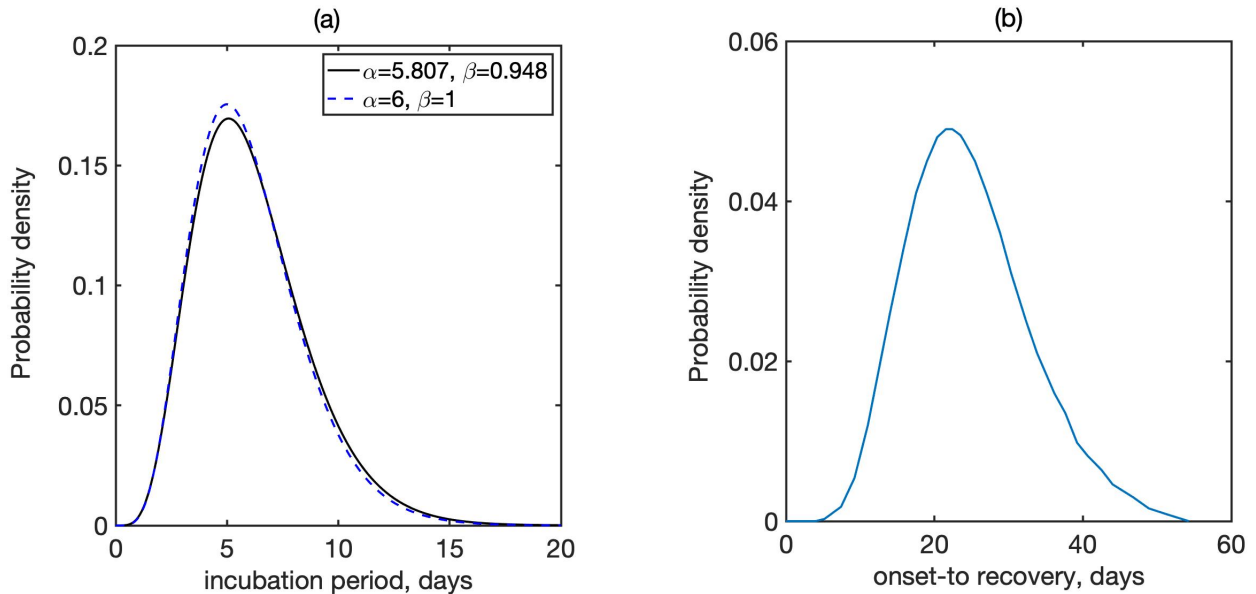 (a)
0.2
0.15
0.1
0.05
0
0 5 10 15 20
Probability density
incubation period, days
α=5.807, β=0.948
α=6, β=1
(b)
0.06
0.04
0.02
0
0 20 40 60
Probability density
onset-to recovery, days